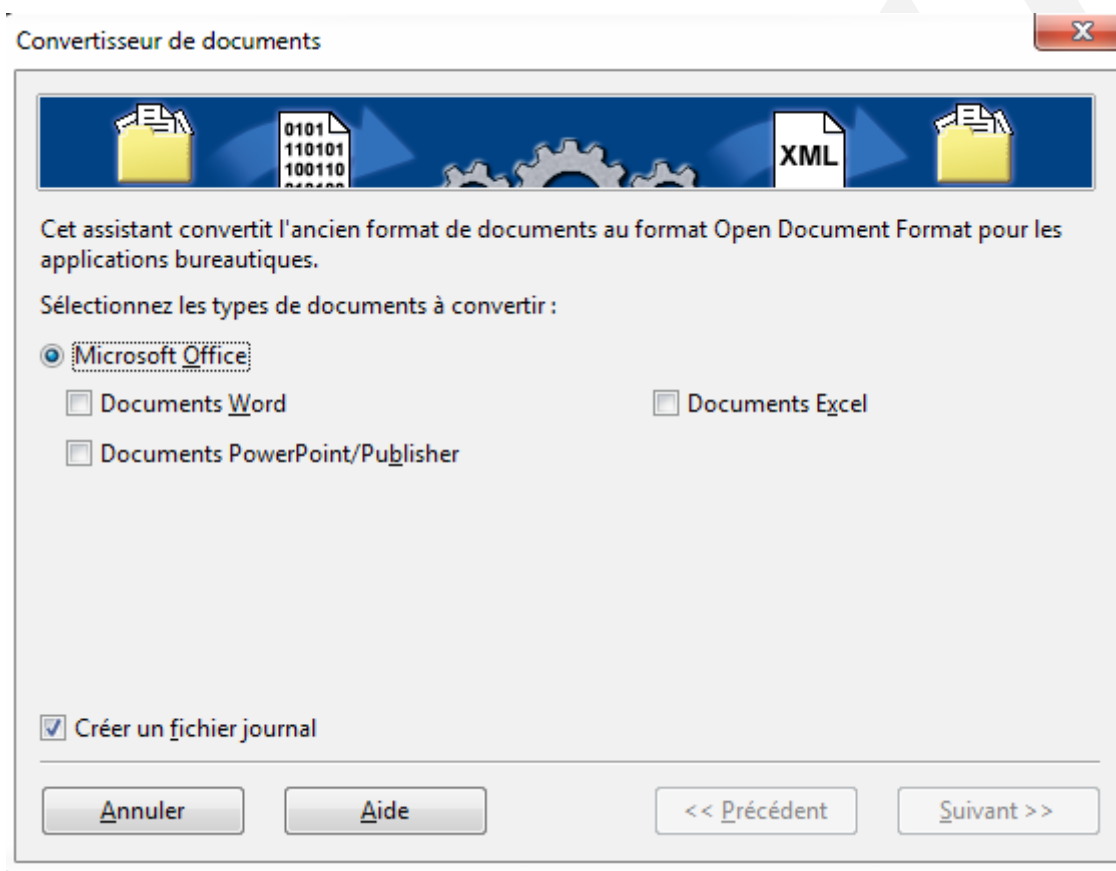 Convertisseur de documents
0101
110101
100110
XML
Cet assistant convertit l'ancien format de documents au format Open Document Format pour les
applications bureautiques.
Sélectionnez les types de documents à convertir :
Microsoft Office
Documents Word
Documents Excel
Documents PowerPoint/Publisher
Créer un fichier journal
Annuler
Aide
<< Précédent
Suivant >>